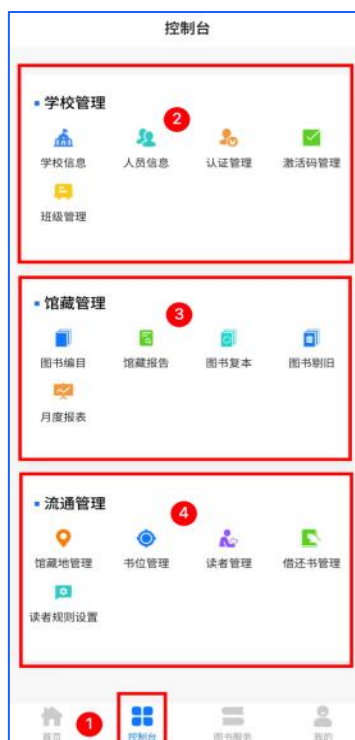 控制台
学校管理
2
学校信息 人员信息 认证管理 激活码管理
班级管理
馆藏管理
3
图书编目 馆藏报告 图书复本 图书剔旧
月度报表
流通管理
4
馆藏地管理 书位管理 读者管理 借还书管理
读者规则设置
1
首页 控制台 图书服务 我的